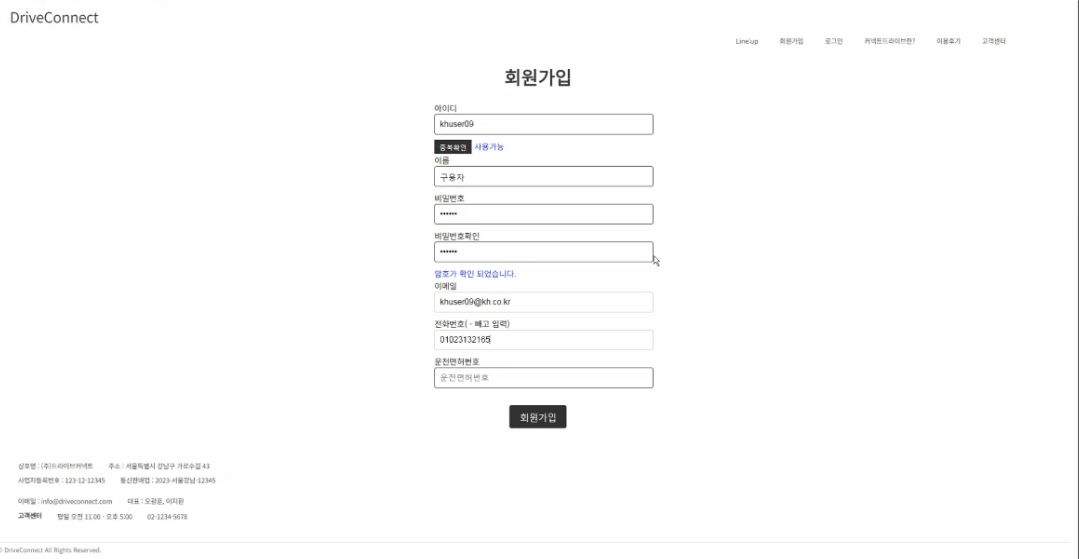 DriveConnect
Line up 회원가입 로그인 커넥트드라이브란? 이용후기 고객센터
회원가입
아이디
khuser09
중복확인 사용가능
이름
구용자
비밀번호
••••••
비밀번호확인
••••••
암호가 확인 되었습니다.
이메일
khuser09@kh.co.kr
전화번호( - 빼고 입력)
01023132165
운전면허번호
운전면허번호
회원가입
상호명 : (주)드라이브커넥트 주소 : 서울특별시 강남구 가로수길 43
사업자등록번호 : 123-12-12345 통신판매업 : 2023-서울강남-12345
이메일 : info@driveconnect.com 대표 : 오광훈, 이지환
고객센터 평일 오전 11:00 - 오후 5:00 02-1234-5678
© DriveConnect All Rights Reserved.